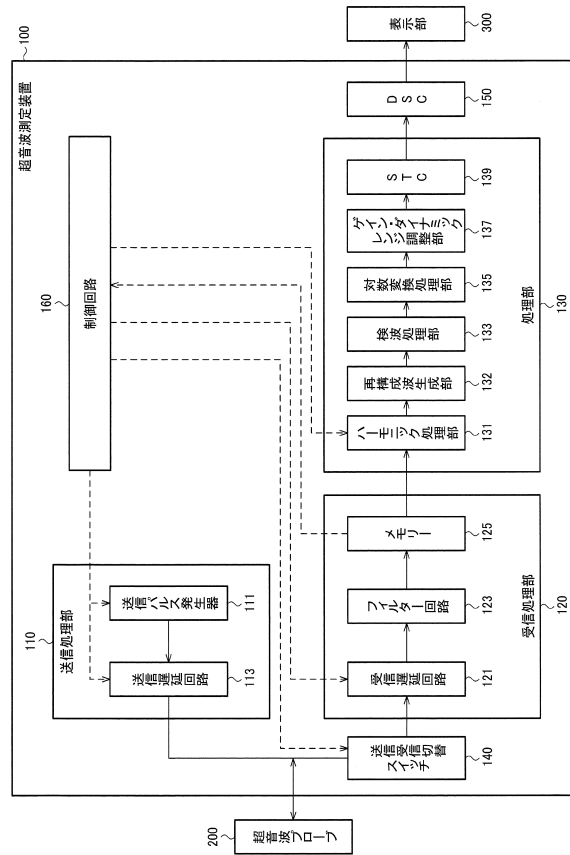 超音波測定装置
100
160
制御回路
110
送信処理部
送信パルス発生器
111
送信遅延回路
113
200
超音波プローブ
送信受信切替
スイッチ
140
受信遅延回路
121
フィルター回路
123
メモリー
125
受信処理部
120
ハーモニック処理部
131
再構成波生成部
132
検波処理部
133
対数変換処理部
135
ゲイン・ダイナミック
レンジ調整部
137
STC
139
処理部
130
DSC
150
表示部
300